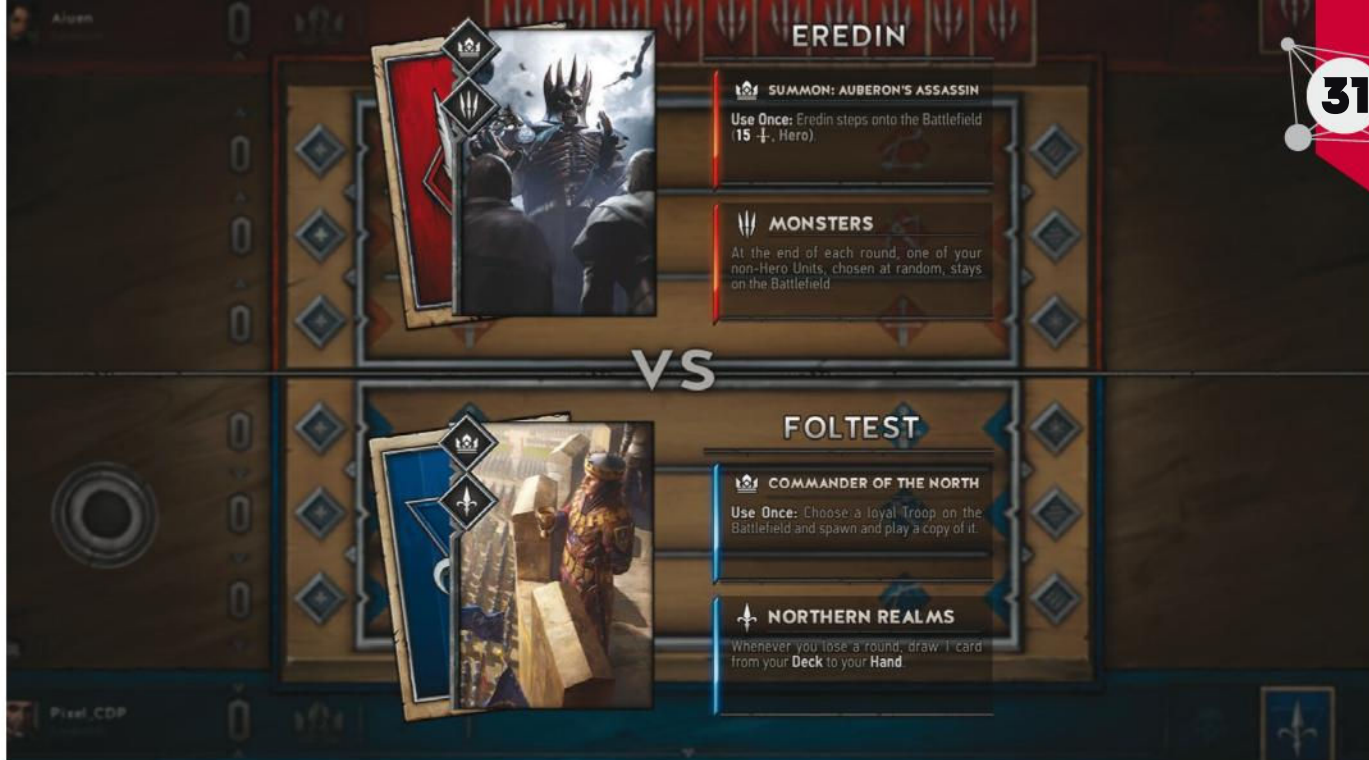 Aiuen
31
EREDIN
SUMMON: AUBERON'S ASSASSIN
Use Once: Eredin steps onto the Battlefield
(15 , Hero).
MONSTERS
At the end of each round, one of your
non-Hero Units, chosen at random, stays
on the Battlefield
VS
FOLTEST
COMMANDER OF THE NORTH
Use Once: Choose a loyal Troop on the
Battlefield and spawn and play a copy of it.
NORTHERN REALMS
Whenever you lose a round, draw 1 card
from your Deck to your Hand.
Pixel_CDP